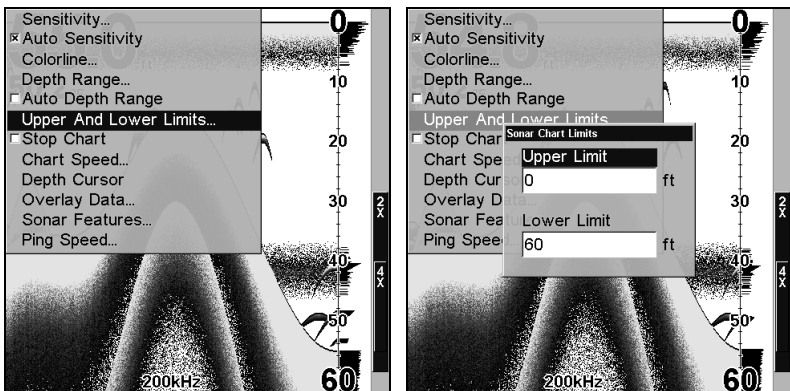 Sensitivity...
Auto Sensitivity
Colorline...
Depth Range...
Auto Depth Range
Upper And Lower Limits...
Stop Chart
Chart Speed...
Depth Cursor
Overlay Data...
Sonar Features...
Ping Speed...
0
10
20
30
40
50
60
2X
4X
200kHz
Sensitivity...
Auto Sensitivity
Colorline...
Depth Range...
Auto Depth Range
Upper And Lower Limits
Stop Char
Chart Spee
Depth Curs
Overlay Da
Sonar Feat
Ping Speed
Sonar Chart Limits
Upper Limit
0 ft
Lower Limit
60 ft
0
10
20
30
40
50
60
2X
4X
200kHz